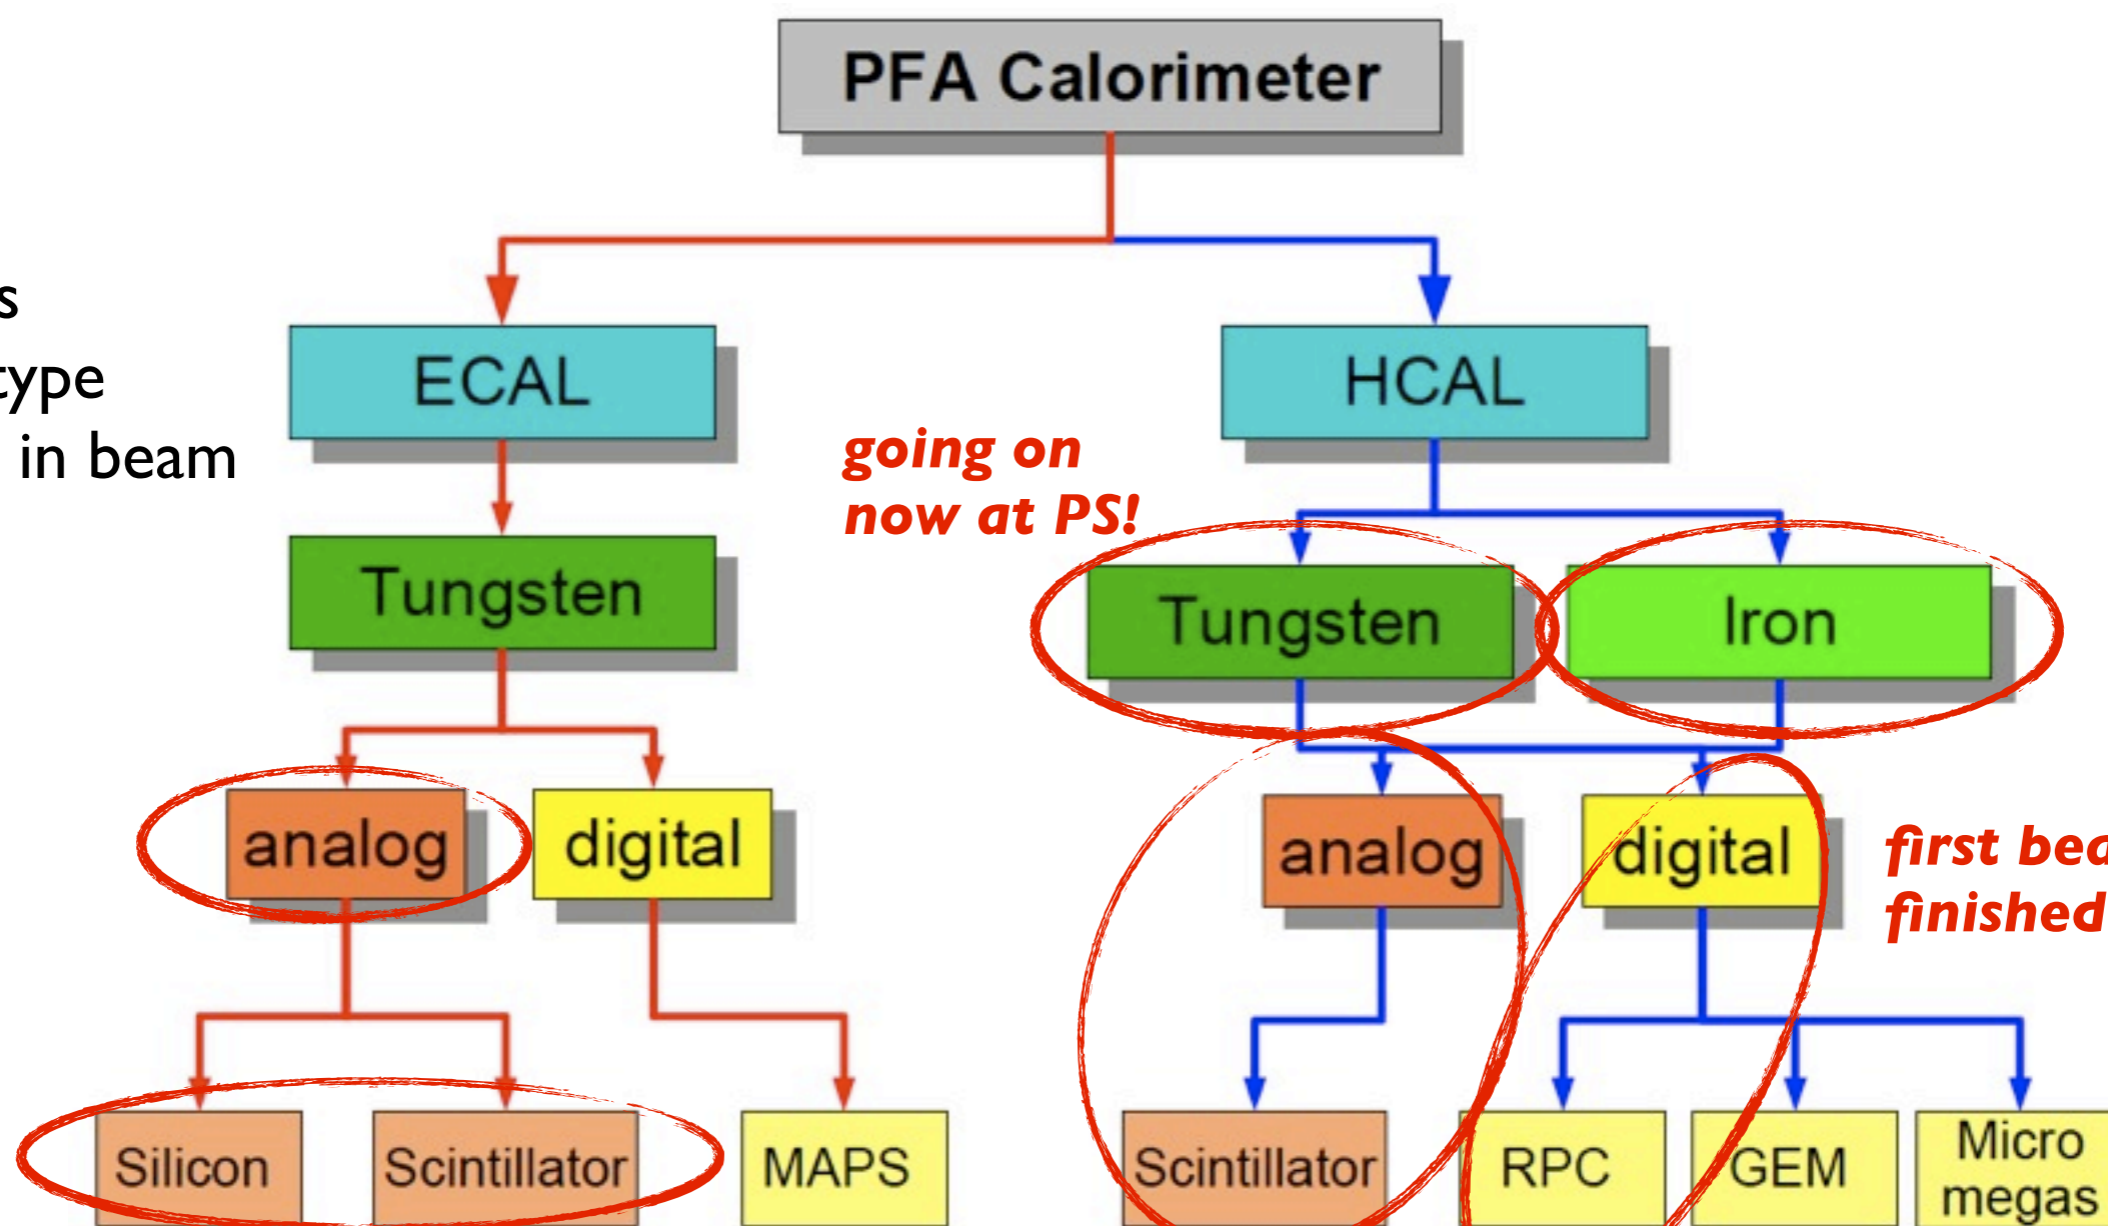 PFA Calorimeter
s
type
in beam
ECAL
HCAL
going on
now at PS!
Tungsten
Tungsten
Iron
analog
digital
analog
digital
first bea
finished
Silicon
Scintillator
MAPS
Scintillator
RPC
GEM
Micro
megas